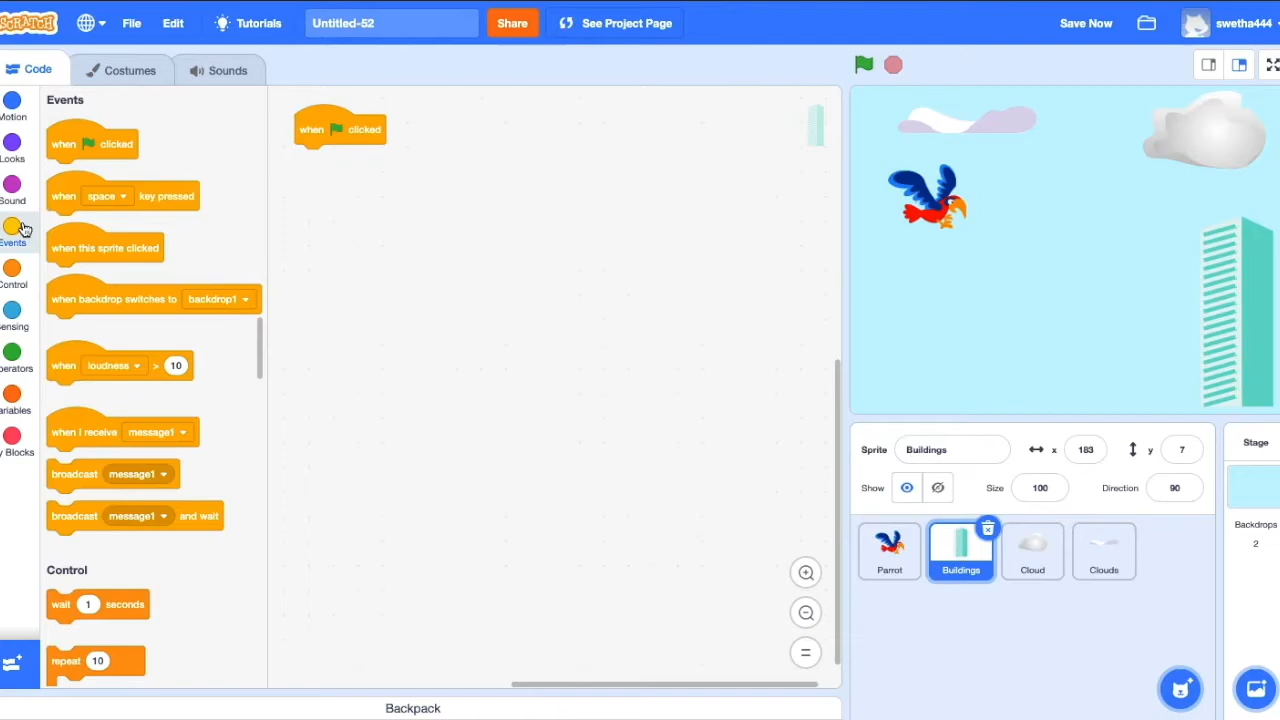 SCRATCH File Edit Tutorials Untitled-52 Share See Project Page Save Now swetha444
Code Costumes Sounds
Motion
Looks
Sound
Events
Control
ensing
perators
ariables
y Blocks
Events
when clicked
when space key pressed
when this sprite clicked
when backdrop switches to backdrop1
when loudness > 10
when I receive message1
broadcast message1
broadcast message1 and wait
Control
wait 1 seconds
repeat 10
when clicked
Backpack
Sprite Buildings x 183 y 7
Show Size 100 Direction 90
Parrot Buildings Cloud Clouds
Stage
Backdrops
2